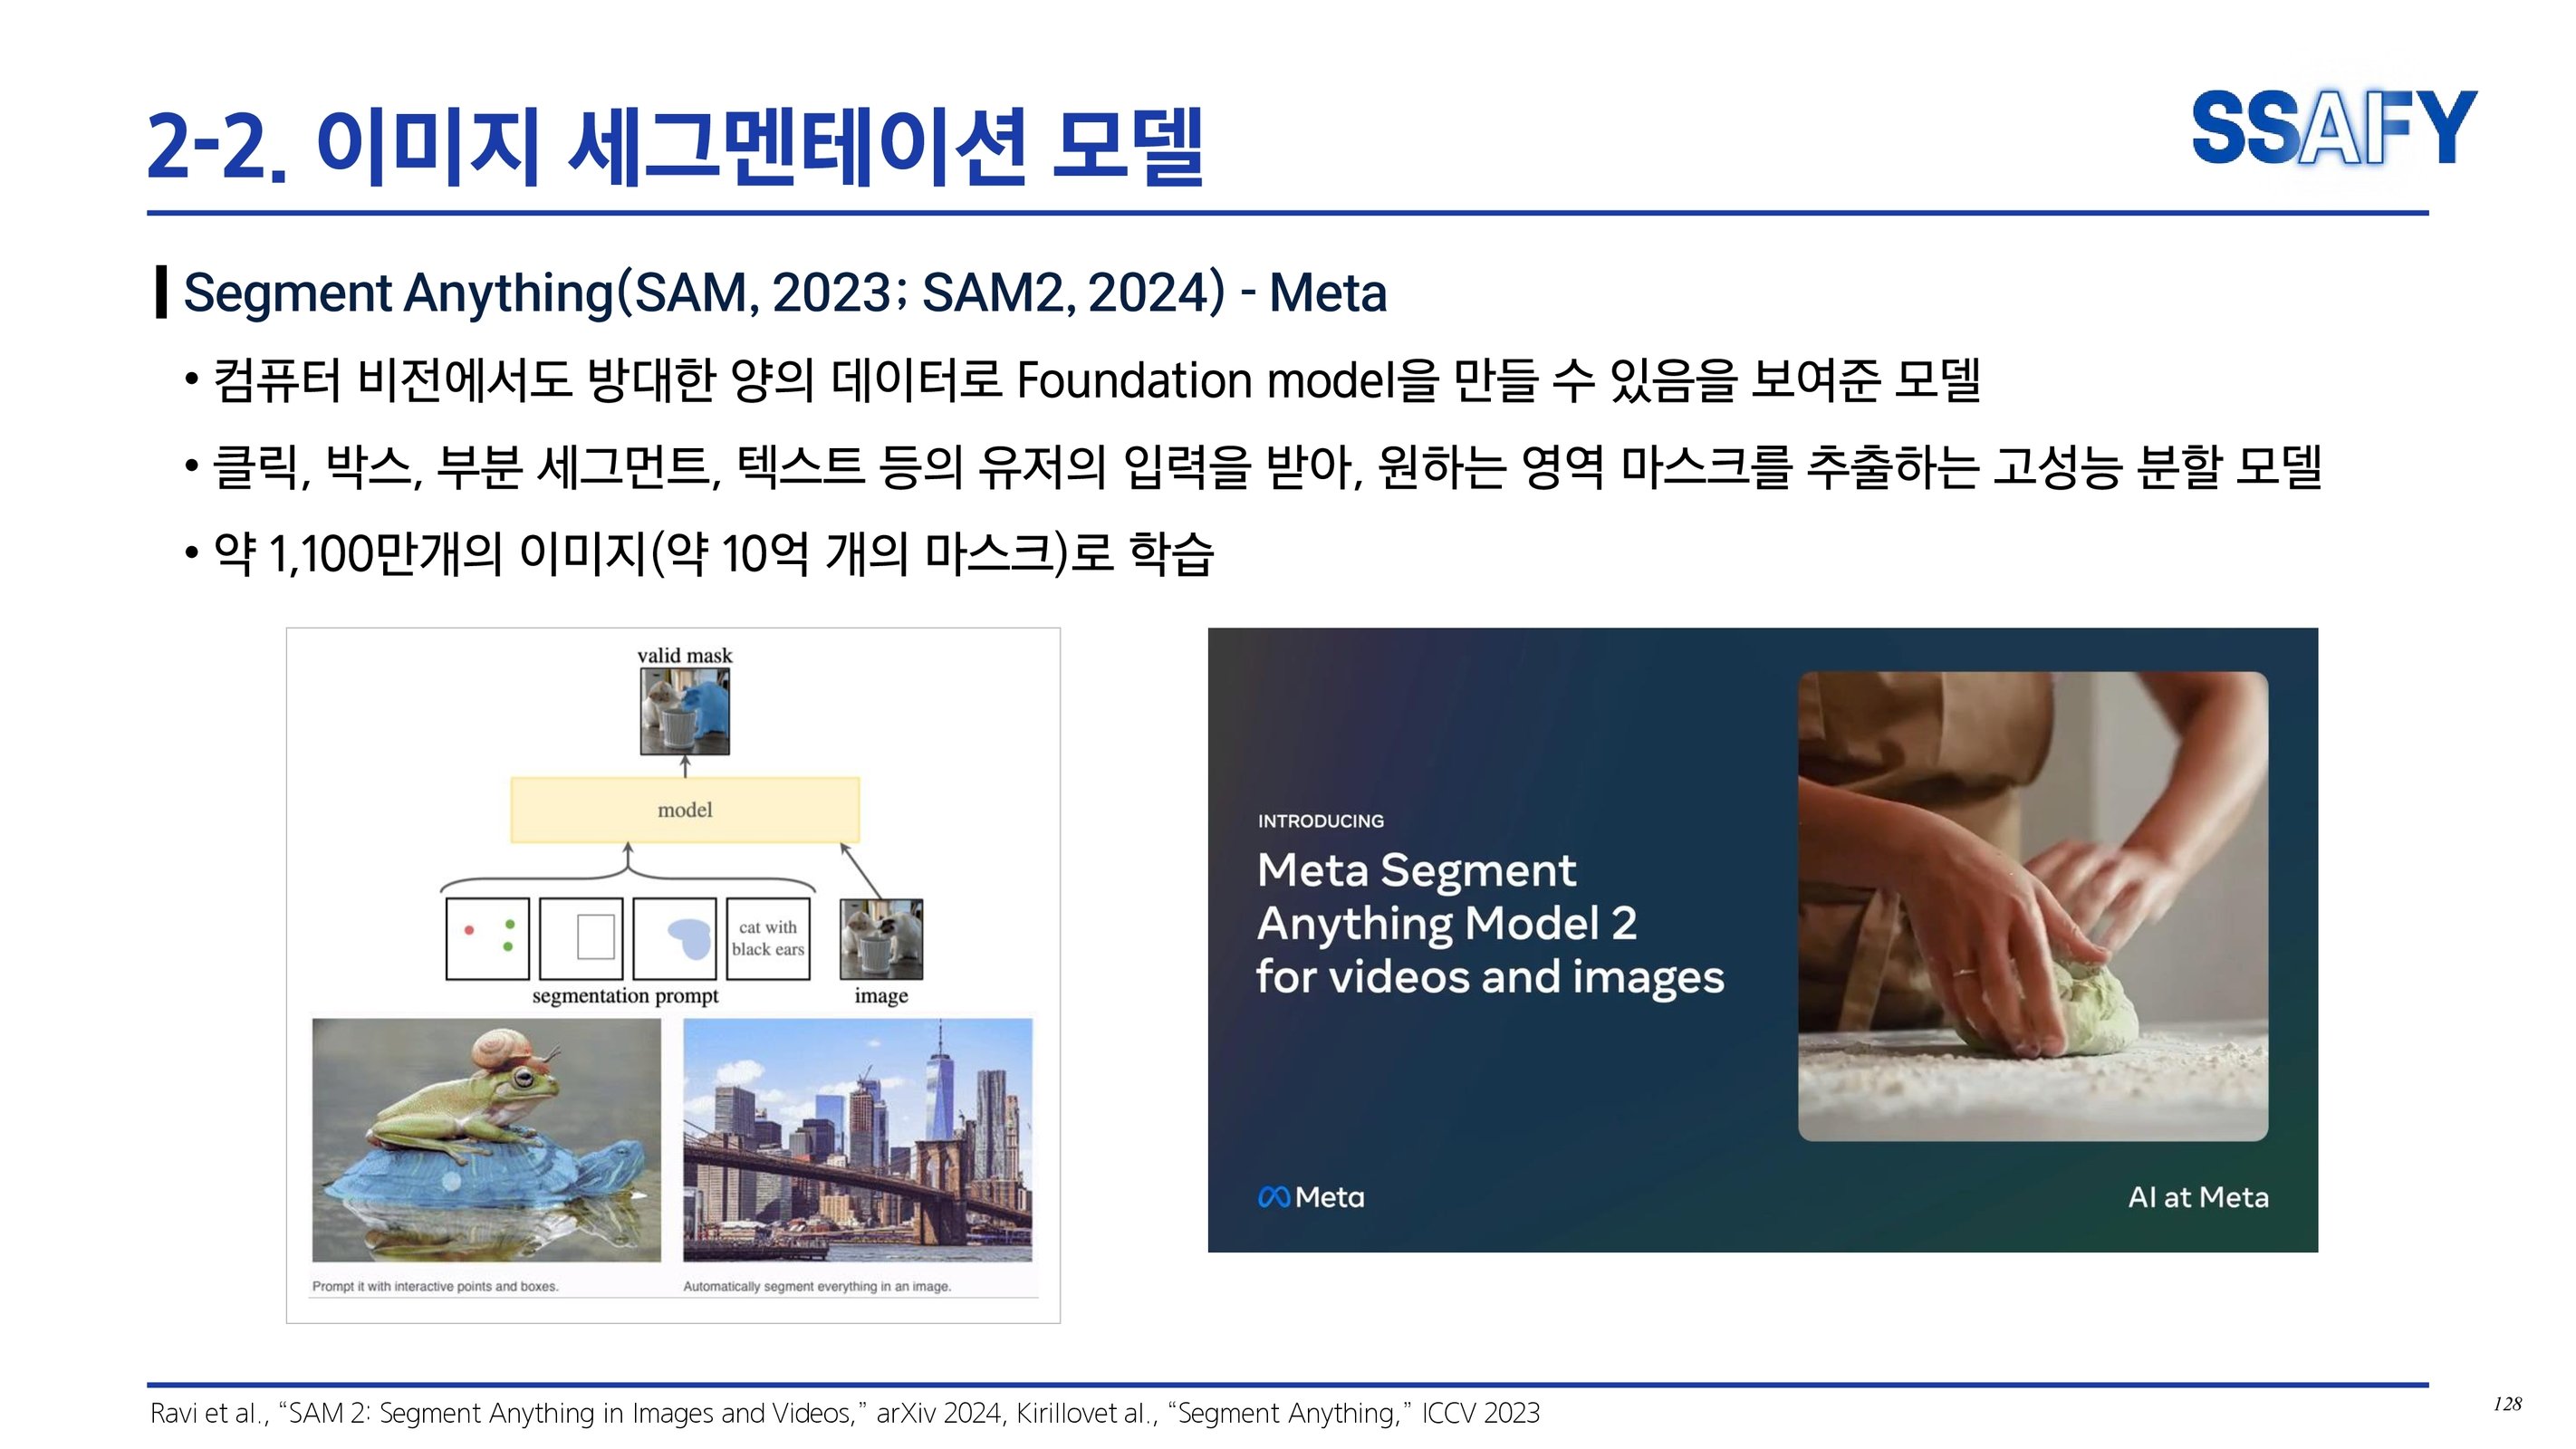 2-2. 이미지 세그멘테이션 모델
SSAFY
Segment Anything(SAM, 2023; SAM2, 2024) - Meta
• 컴퓨터 비전에서도 방대한 양의 데이터로 Foundation model을 만들 수 있음을 보여준 모델
• 클릭, 박스, 부분 세그먼트, 텍스트 등의 유저의 입력을 받아, 원하는 영역 마스크를 추출하는 고성능 분할 모델
• 약 1,100만개의 이미지(약 10억 개의 마스크)로 학습
valid mask
model
cat with
black ears
segmentation prompt
image
Prompt it with interactive points and boxes.
Automatically segment everything in an image.
INTRODUCING
Meta Segment
Anything Model 2
for videos and images
Meta
AI at Meta
Ravi et al., “SAM 2: Segment Anything in Images and Videos,” arXiv 2024, Kirillovet al., “Segment Anything,” ICCV 2023
128